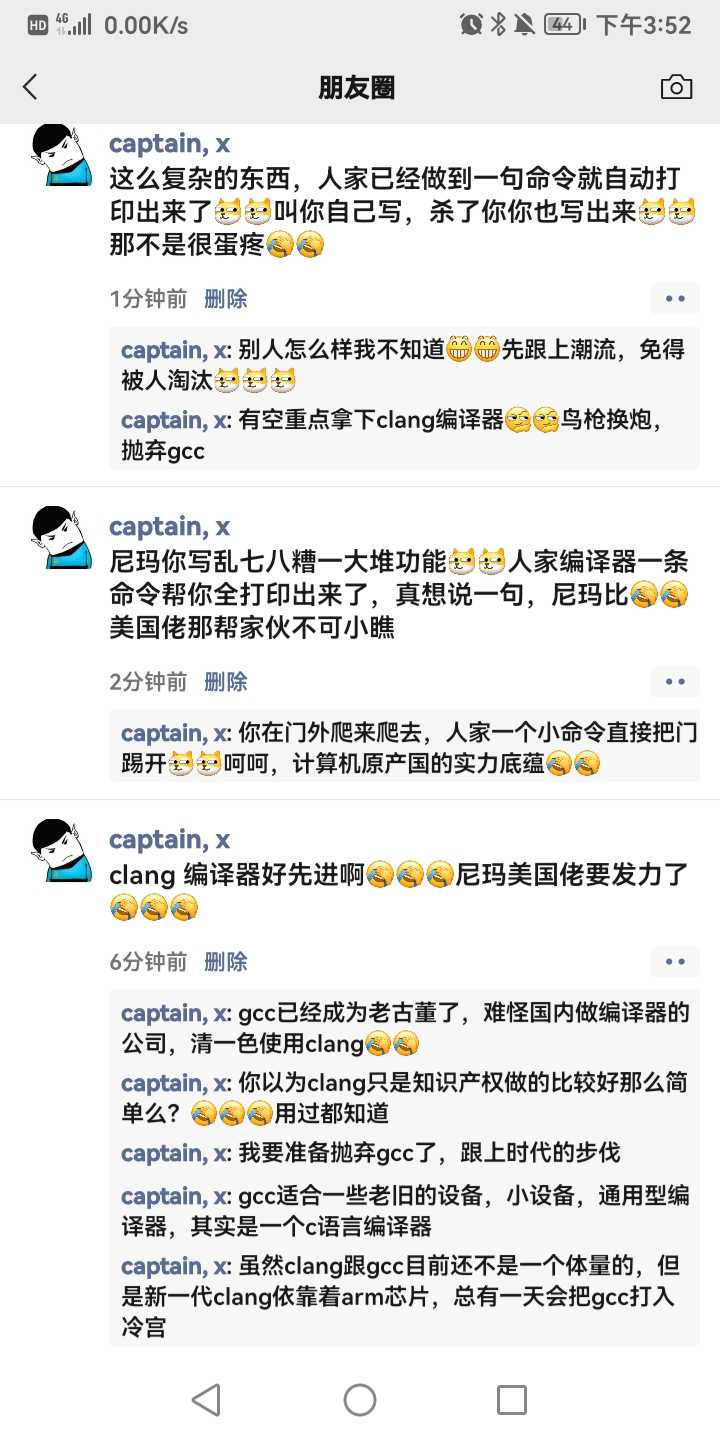 HD 4G 0.00K/s 44 下午3:52
朋友圈
captain, x
这么复杂的东西，人家已经做到一句命令就自动打
印出来了叫你自己写，杀了你你也写出来
那不是很蛋疼
1分钟前 删除
captain, x: 别人怎么样我不知道先跟上潮流，免得
被人淘汰
captain, x: 有空重点拿下clang编译器鸟枪换炮，
抛弃gcc
captain, x
尼玛你写乱七八糟一大堆功能人家编译器一条
命令帮你全打印出来了，真想说一句，尼玛比
美国佬那帮家伙不可小瞧
2分钟前 删除
captain, x: 你在门外爬来爬去，人家一个小命令直接把门
踢开呵呵，计算机原产国的实力底蕴
captain, x
clang 编译器好先进啊尼玛美国佬要发力了
6分钟前 删除
captain, x: gcc已经成为老古董了，难怪国内做编译器的
公司，清一色使用clang
captain, x: 你以为clang只是知识产权做的比较好那么简
单么？用过都知道
captain, x: 我要准备抛弃gcc了，跟上时代的步伐
captain, x: gcc适合一些老旧的设备，小设备，通用型编
译器，其实是一个c语言编译器
captain, x: 虽然clang跟gcc目前还不是一个体量的，但
是新一代clang依靠着arm芯片，总有一天会把gcc打入
冷宫